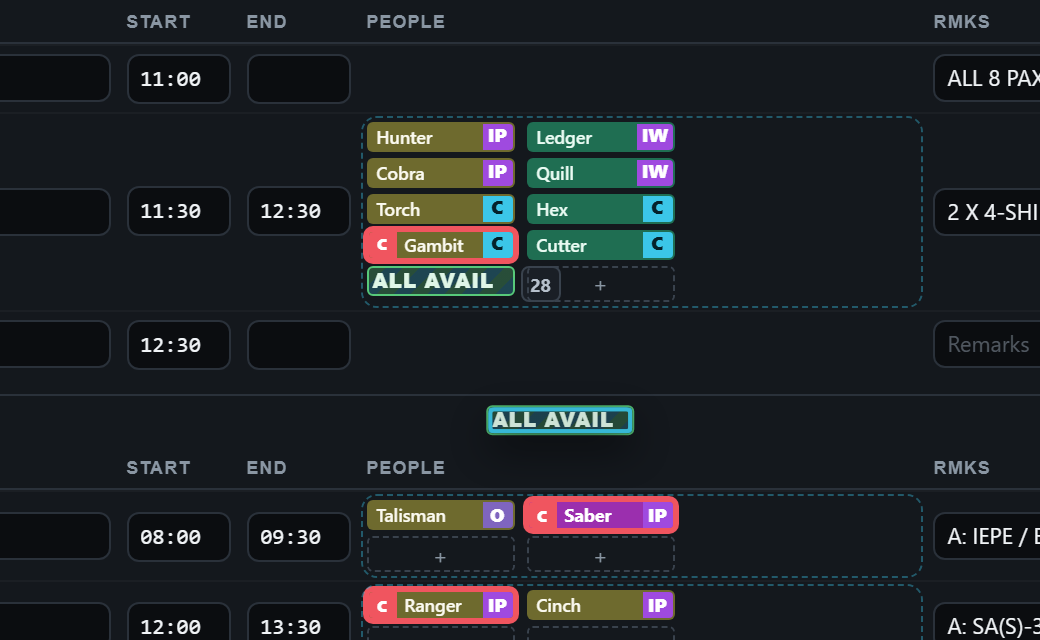 START END PEOPLE RMKS
11:00 ALL 8 PAX
Hunter IP Ledger IW
Cobra IP Quill IW
11:30 12:30 Torch C Hex C 2 X 4-SHI
C Gambit C Cutter C
ALL AVAIL 28 +
12:30 Remarks
ALL AVAIL
START END PEOPLE RMKS
Talisman O C Saber IP
08:00 09:30 + + A: IEPE / E
C Ranger IP Cinch IP
12:00 13:30 A: SA(S)-3